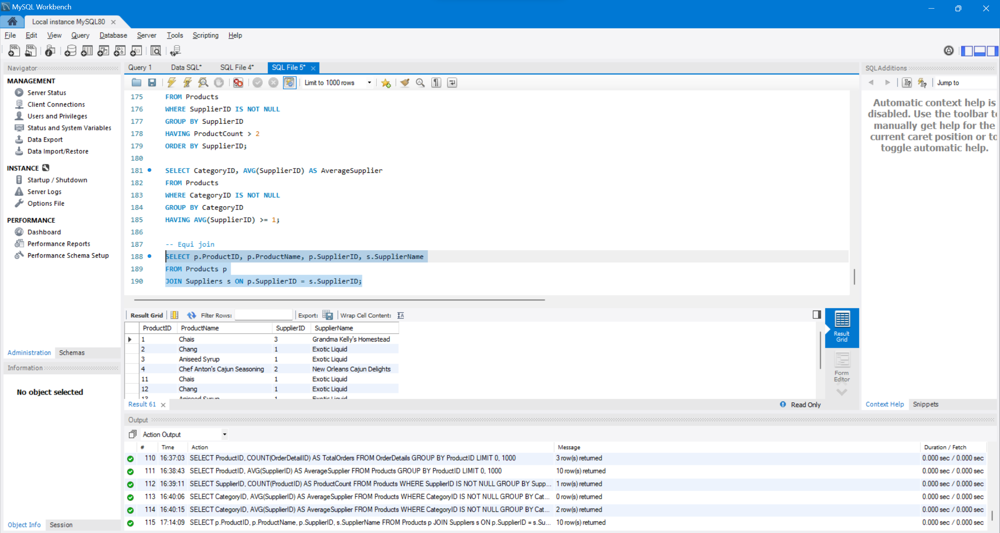 MySQL Workbench
Local instance MySQL80
File Edit View Query Database Server Tools Scripting Help
Navigator
MANAGEMENT
Server Status
Client Connections
Users and Privileges
Status and System Variables
Data Export
Data Import/Restore
INSTANCE
Startup / Shutdown
Server Logs
Options File
PERFORMANCE
Dashboard
Performance Reports
Performance Schema Setup
Administration Schemas
Information
No object selected
Object Info Session
Query 1 Data SQL* SQL File 4* SQL File 5*
Limit to 1000 rows
175 FROM Products
176 WHERE SupplierID IS NOT NULL
177 GROUP BY SupplierID
178 HAVING ProductCount > 2
179 ORDER BY SupplierID;
180
181 SELECT CategoryID, AVG(SupplierID) AS AverageSupplier
182 FROM Products
183 WHERE CategoryID IS NOT NULL
184 GROUP BY CategoryID
185 HAVING AVG(SupplierID) >= 1;
186
187 -- Equi join
188 SELECT p.ProductID, p.ProductName, p.SupplierID, s.SupplierName
189 FROM Products p
190 JOIN Suppliers s ON p.SupplierID = s.SupplierID;
Result Grid Filter Rows: Export: Wrap Cell Content:
ProductID ProductName SupplierID SupplierName
1 Chais 3 Grandma Kelly's Homestead
2 Chang 1 Exotic Liquid
3 Aniseed Syrup 1 Exotic Liquid
4 Chef Anton's Cajun Seasoning 2 New Orleans Cajun Delights
11 Chais 1 Exotic Liquid
12 Chang 1 Exotic Liquid
13 Aniseed Syrup 1 Exotic Liquid
Result Grid
Form Editor
Result 61
Read Only
SQLAdditions
Jump to
Automatic context help is
disabled. Use the toolbar to
manually get help for the
current caret position or to
toggle automatic help.
Context Help Snippets
Output
Action Output
# Time Action Message Duration / Fetch
110 16:37:03 SELECT ProductID, COUNT(OrderDetailID) AS TotalOrders FROM OrderDetails GROUP BY ProductID LIMIT 0, 1000 3 row(s) returned 0.000 sec / 0.000 sec
111 16:38:43 SELECT ProductID, AVG(SupplierID) AS AverageSupplier FROM Products GROUP BY ProductID LIMIT 0, 1000 10 row(s) returned 0.000 sec / 0.000 sec
112 16:39:11 SELECT SupplierID, COUNT(ProductID) AS ProductCount FROM Products WHERE SupplierID IS NOT NULL GROUP BY Supp... 1 row(s) returned 0.000 sec / 0.000 sec
113 16:40:06 SELECT CategoryID, AVG(SupplierID) AS AverageSupplier FROM Products WHERE CategoryID IS NOT NULL GROUP BY Cat... 0 row(s) returned 0.000 sec / 0.000 sec
114 16:40:15 SELECT CategoryID, AVG(SupplierID) AS AverageSupplier FROM Products WHERE CategoryID IS NOT NULL GROUP BY Cat... 2 row(s) returned 0.000 sec / 0.000 sec
115 17:14:09 SELECT p.ProductID, p.ProductName, p.SupplierID, s.SupplierName FROM Products p JOIN Suppliers s ON p.SupplierID = s.Su... 10 row(s) returned 0.000 sec / 0.000 sec